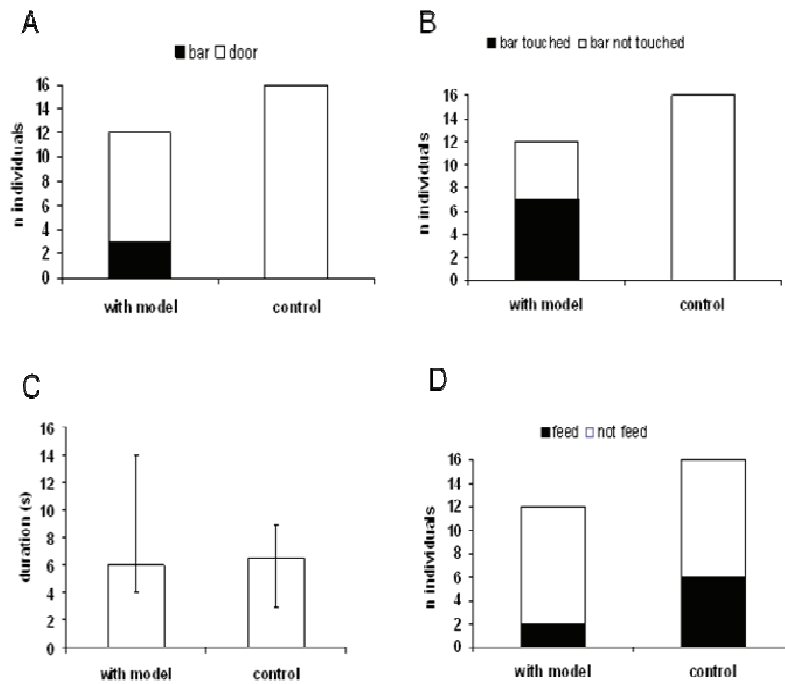 A
bar door
n individuals
16
14
12
10
8
6
4
2
0
with model control
B
bar touched bar not touched
n individuals
16
14
12
10
8
6
4
2
0
with model control
C
duration (s)
16
14
12
10
8
6
4
2
0
with model control
D
feed not feed
n individuals
16
14
12
10
8
6
4
2
0
with model control